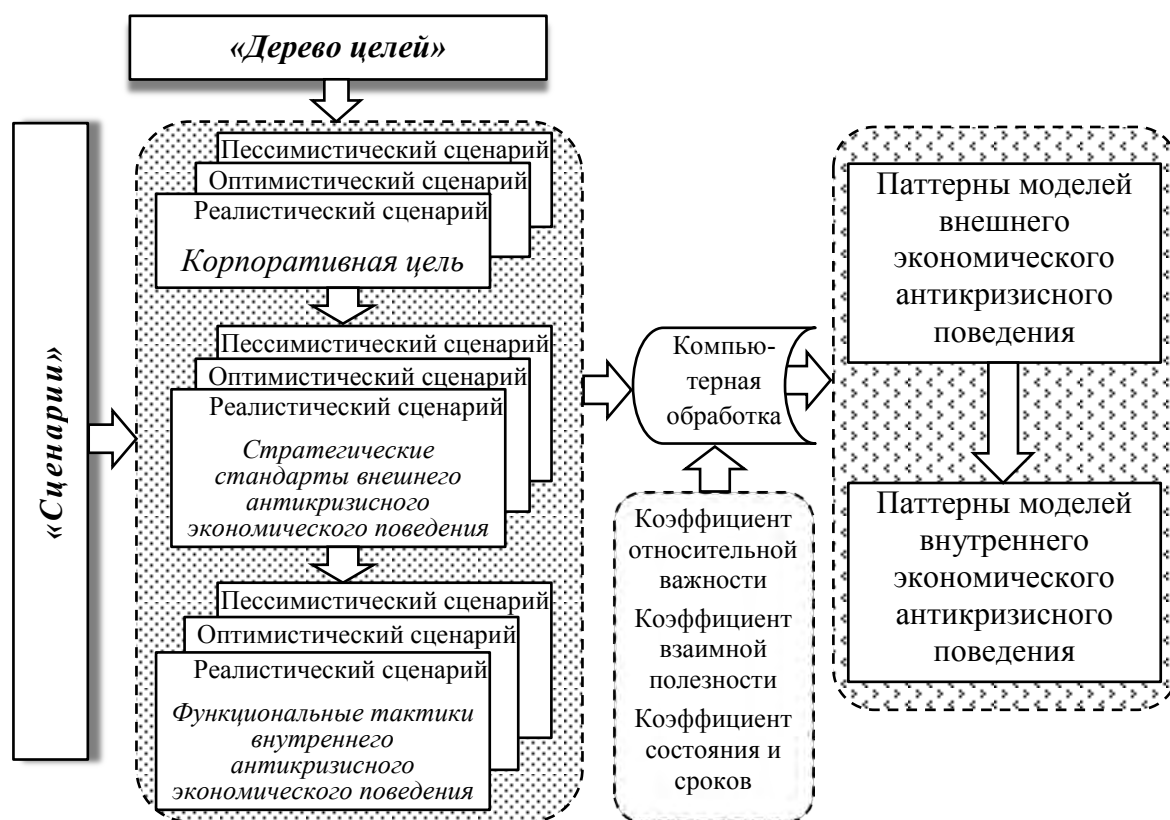 «Дерево целей»
«Сценарии»
Пессимистический сценарий
Оптимистический сценарий
Реалистический сценарий
Корпоративная цель
Пессимистический сценарий
Оптимистический сценарий
Реалистический сценарий
Стратегические
стандарты внешнего
антикризисного
экономического поведения
Пессимистический сценарий
Оптимистический сценарий
Реалистический сценарий
Функциональные тактики
внутреннего
антикризисного
экономического поведения
Компью-
терная
обработка
Коэффициент
относительной
важности
Коэффициент
взаимной
полезности
Коэффициент
состояния и
сроков
Паттерны моделей
внешнего
экономического
антикризисного
поведения
Паттерны моделей
внутреннего
экономического
антикризисного
поведения